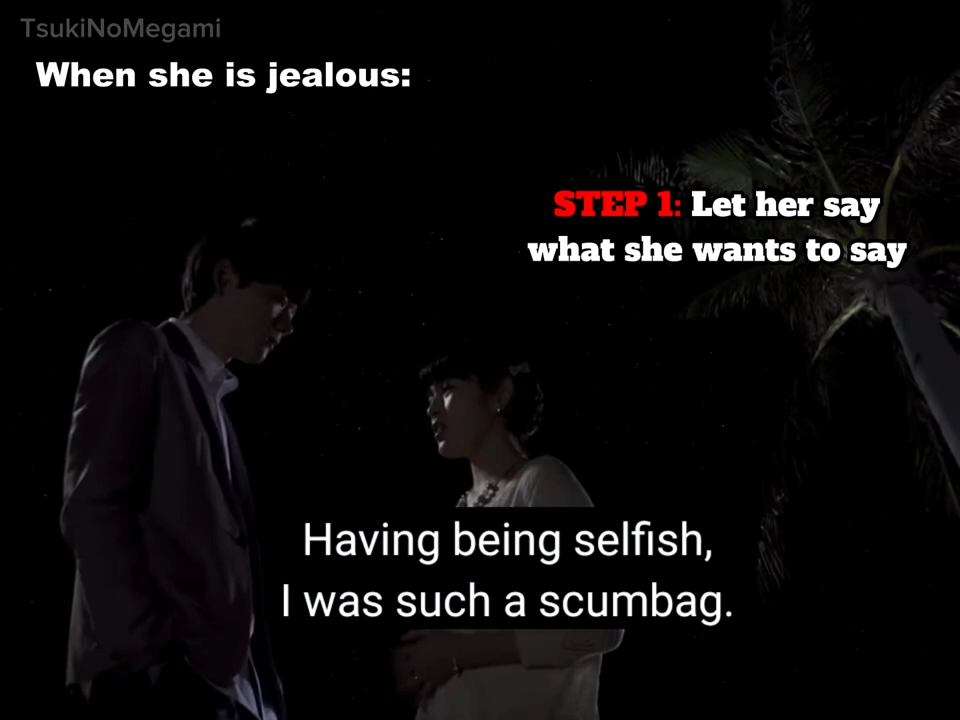 TsukiNoMegami
When she is jealous:
STEP 1: Let her say
what she wants to say
Having being selfish,
I was such a scumbag.